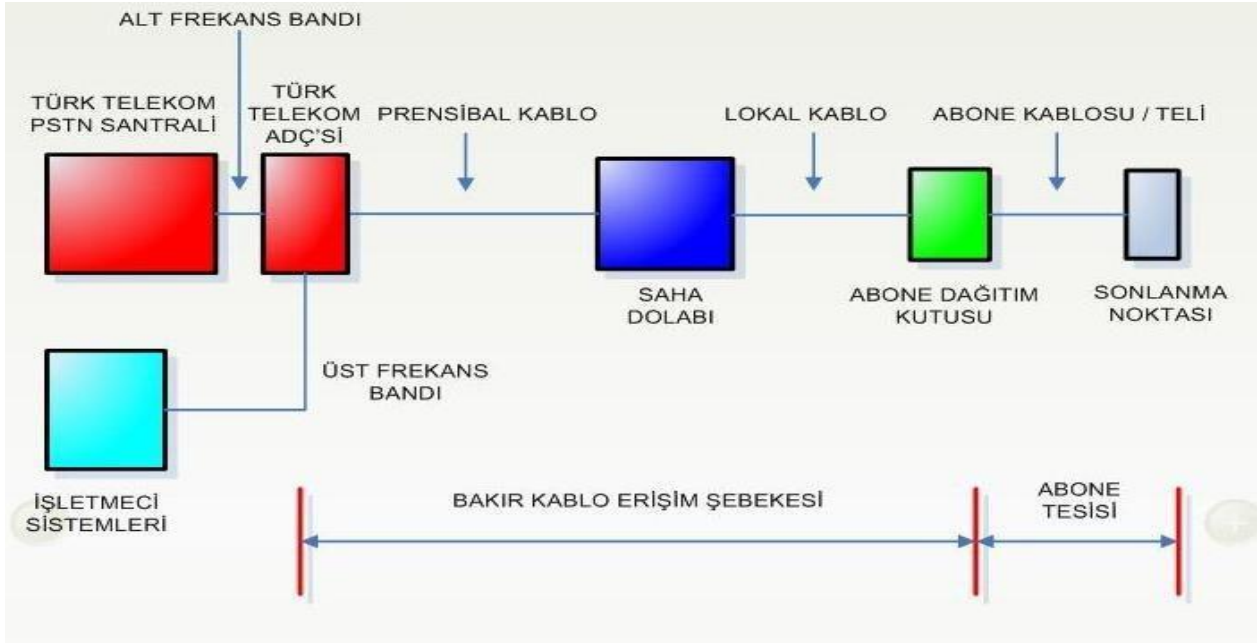 ALT FREKANS BANDI
TÜRK TELEKOM
PSTN SANTRALİ
TÜRK
TELEKOM
ADÇ'Sİ
PRENSİBAL KABLO
LOKAL KABLO
ABONE KABLOSU / TELİ
SAHA
DOLABI
ABONE DAĞITIM
KUTUSU
SONLANMA
NOKTASI
ÜST FREKANS
BANDI
İŞLETMECİ
SİSTEMLERİ
BAKIR KABLO ERİŞİM ŞEBEKESİ
ABONE
TESİSİ